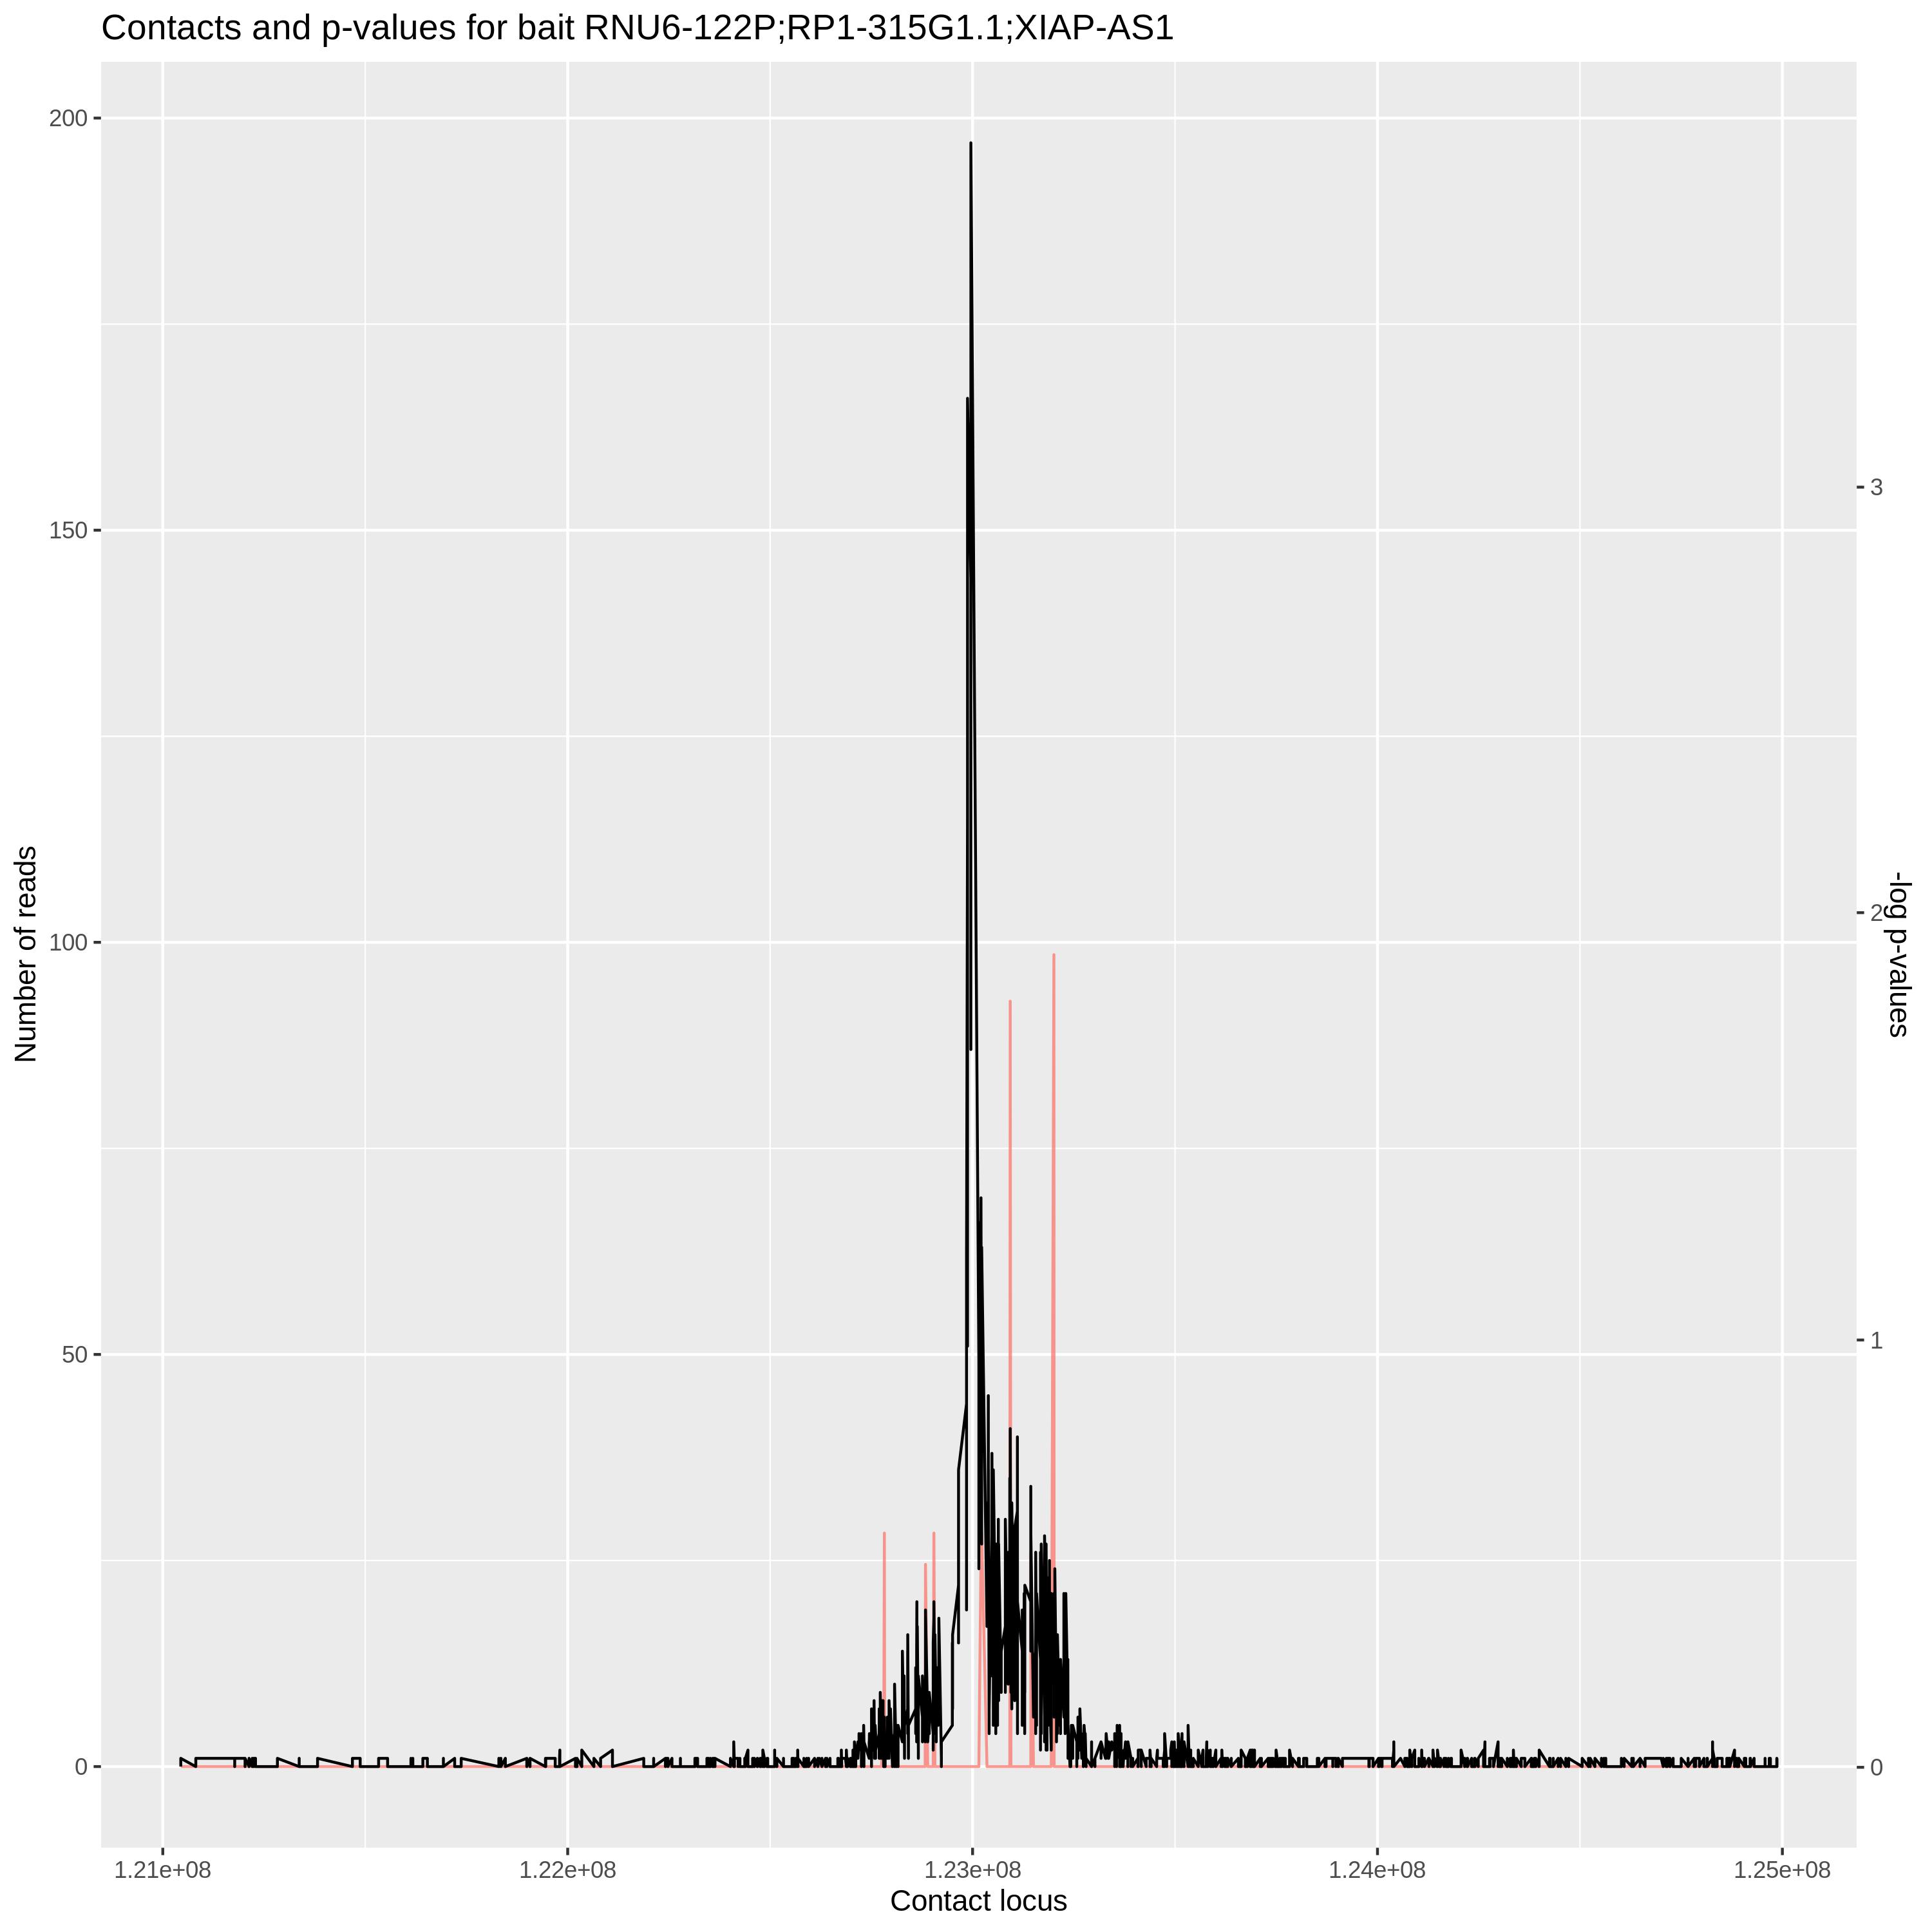 Contacts and p-values for bait RNU6-122P;RP1-315G1.1;XIAP-AS1
200
150
100
50
0
Number of reads
3
2
1
0
-log p-values
1.21e+08
1.22e+08
1.23e+08
1.24e+08
1.25e+08
Contact locus